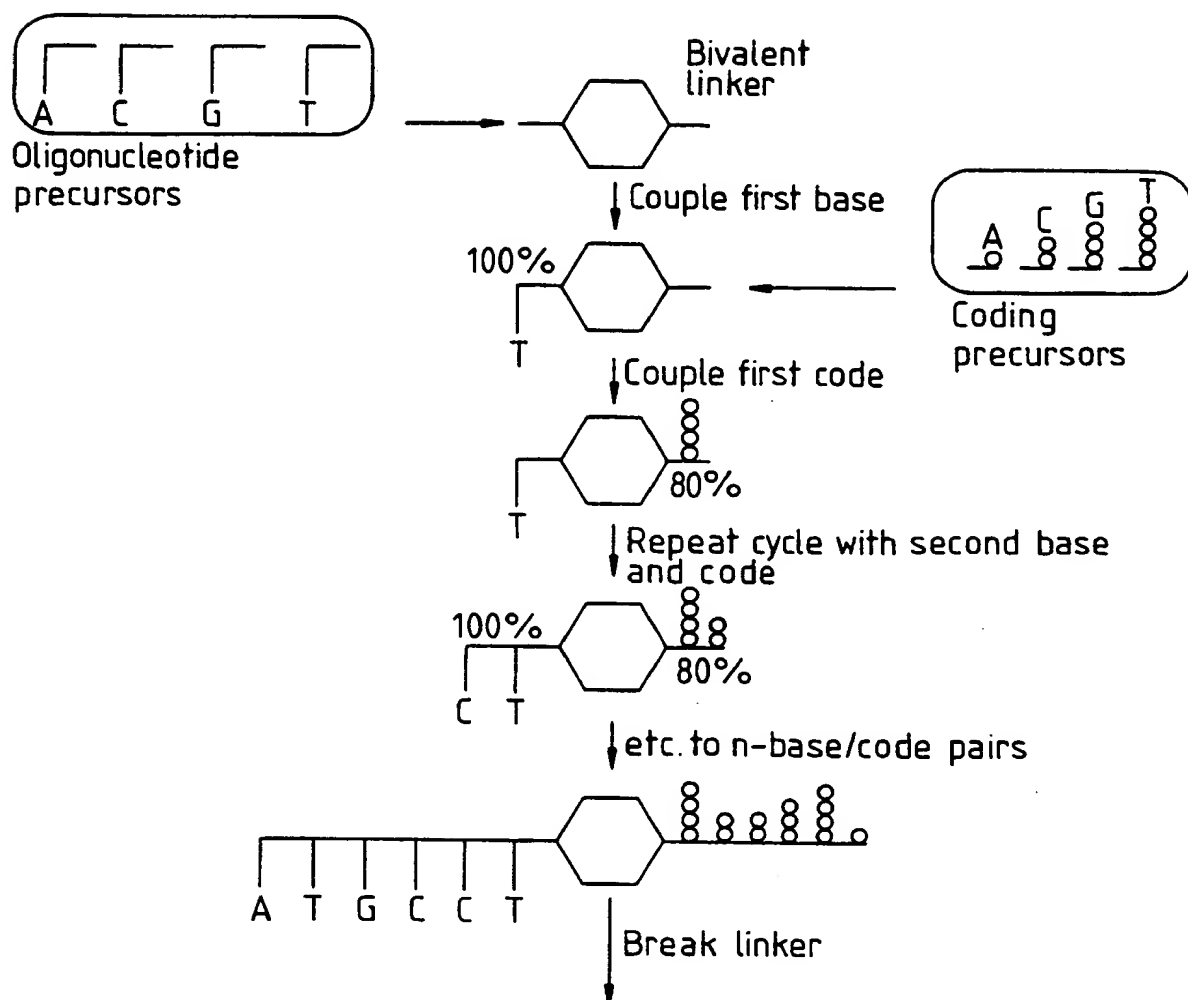 A C G T
Oligonucleotide
precursors
Bivalent
linker
Couple first base
100%
T
A C G T
Coding
precursors
Couple first code
T
80%
Repeat cycle with second base
and code
100%
C T
80%
etc. to n-base/code pairs
A T G C C T
Break linker